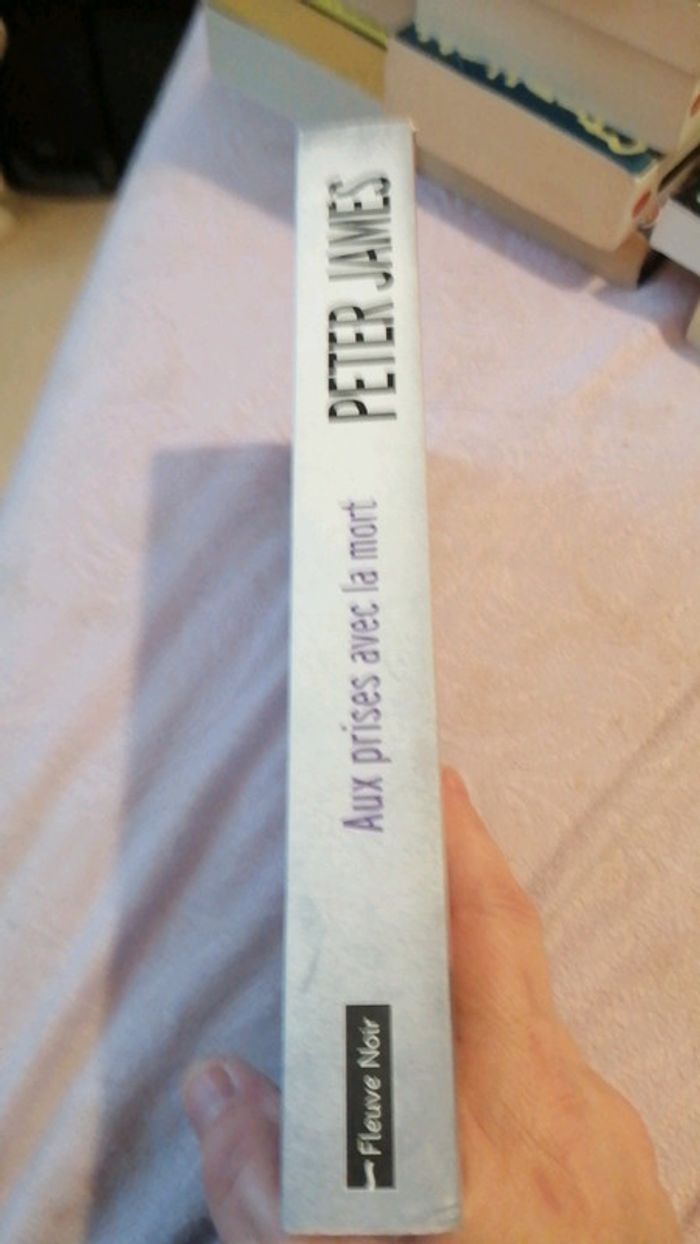 PETER JAMES
Aux prises avec la mort
Fleuve Noir